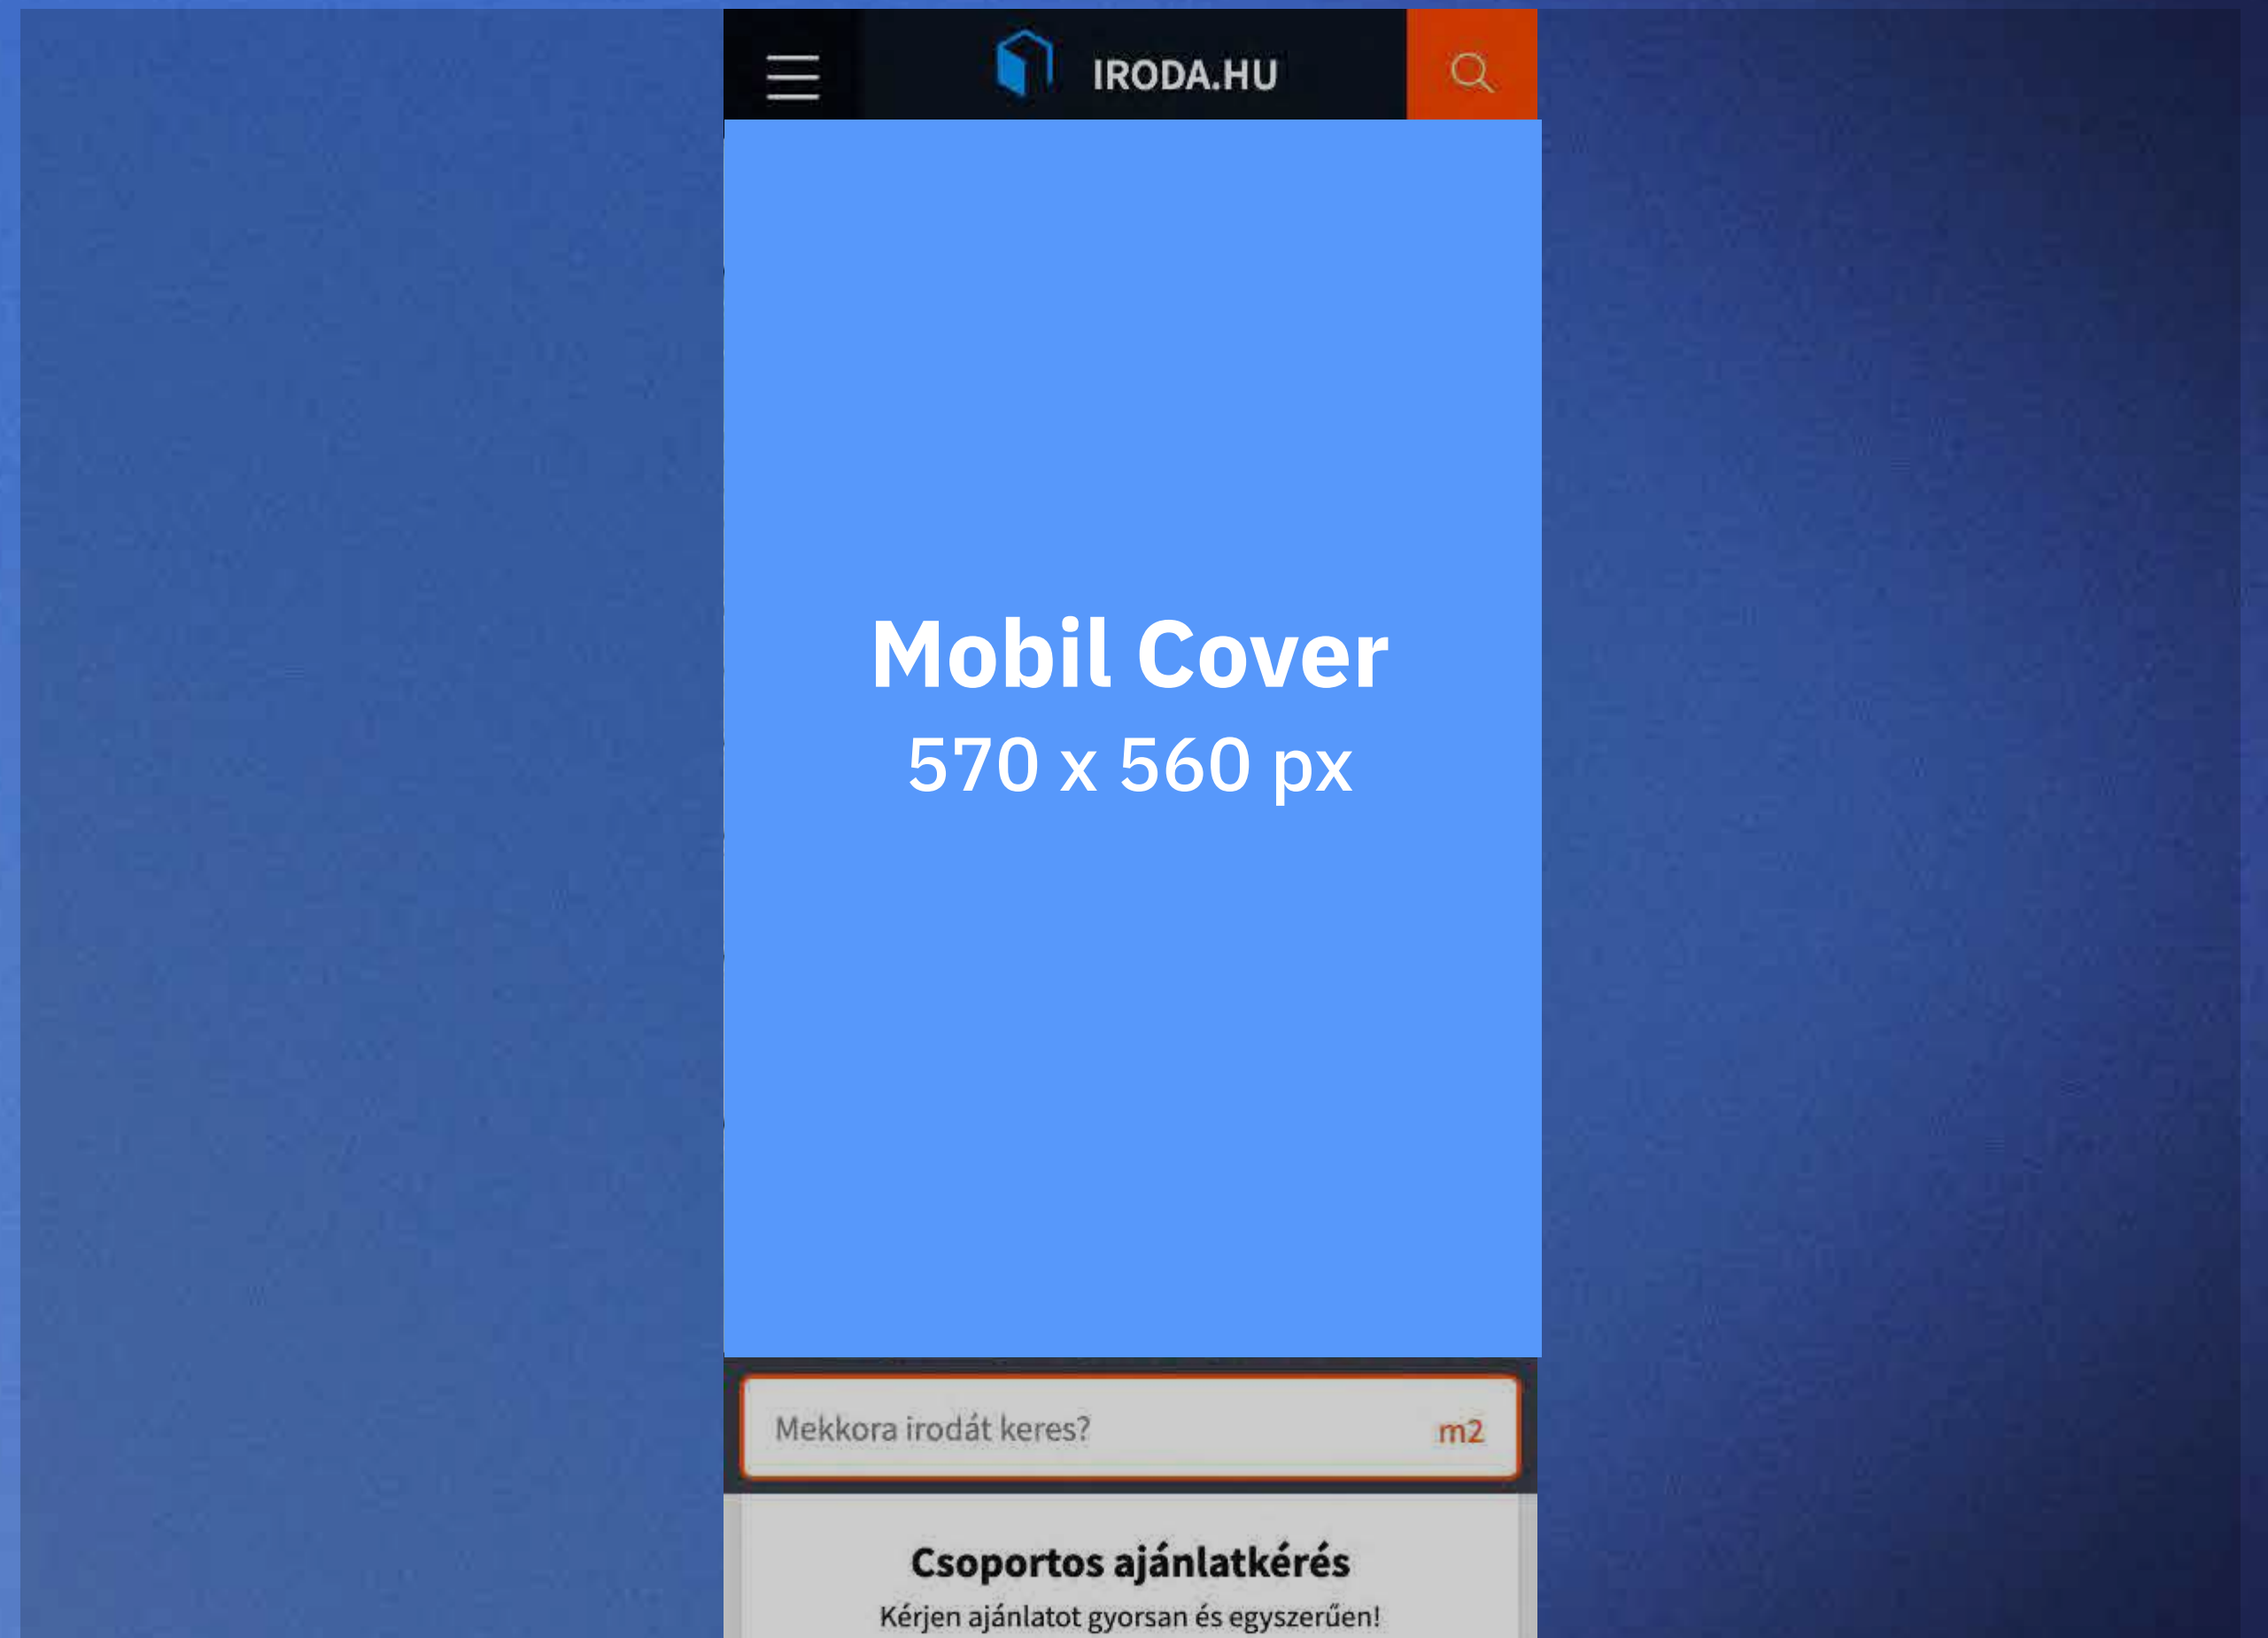 IRODA.HU
Mobil Cover
570 x 560 px
Mekkora irodát keres? m2
Csoportos ajánlatkérés
Kérjen ajánlatot gyorsan és egyszerűen!